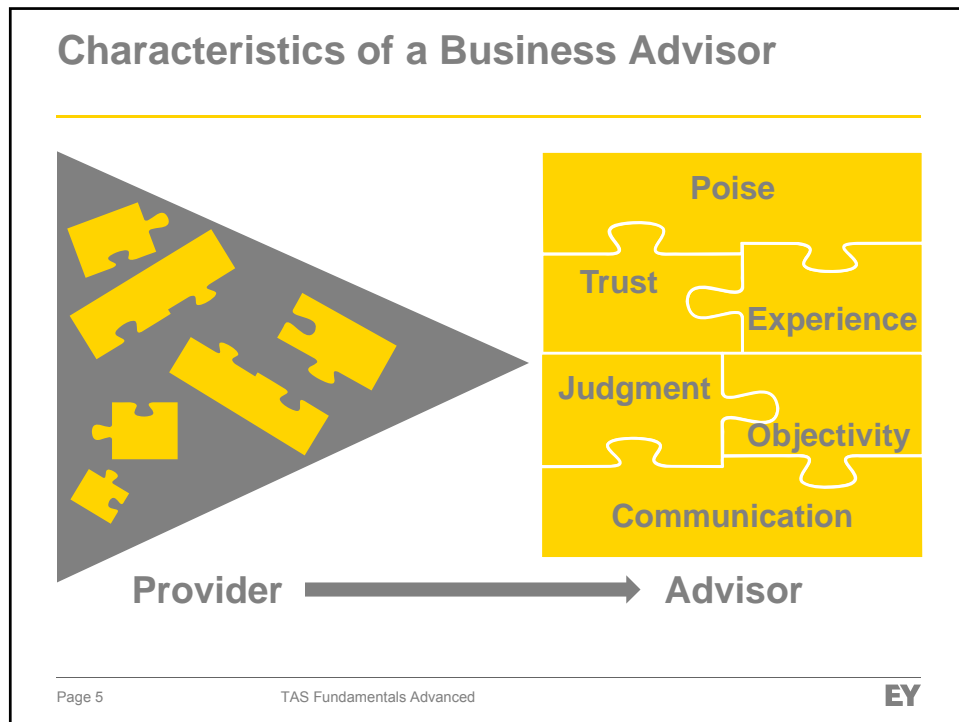 Characteristics of a Business Advisor
Poise
Trust
Experience
Judgment
Objectivity
Communication
Provider
Advisor
Page 5
TAS Fundamentals Advanced
EY